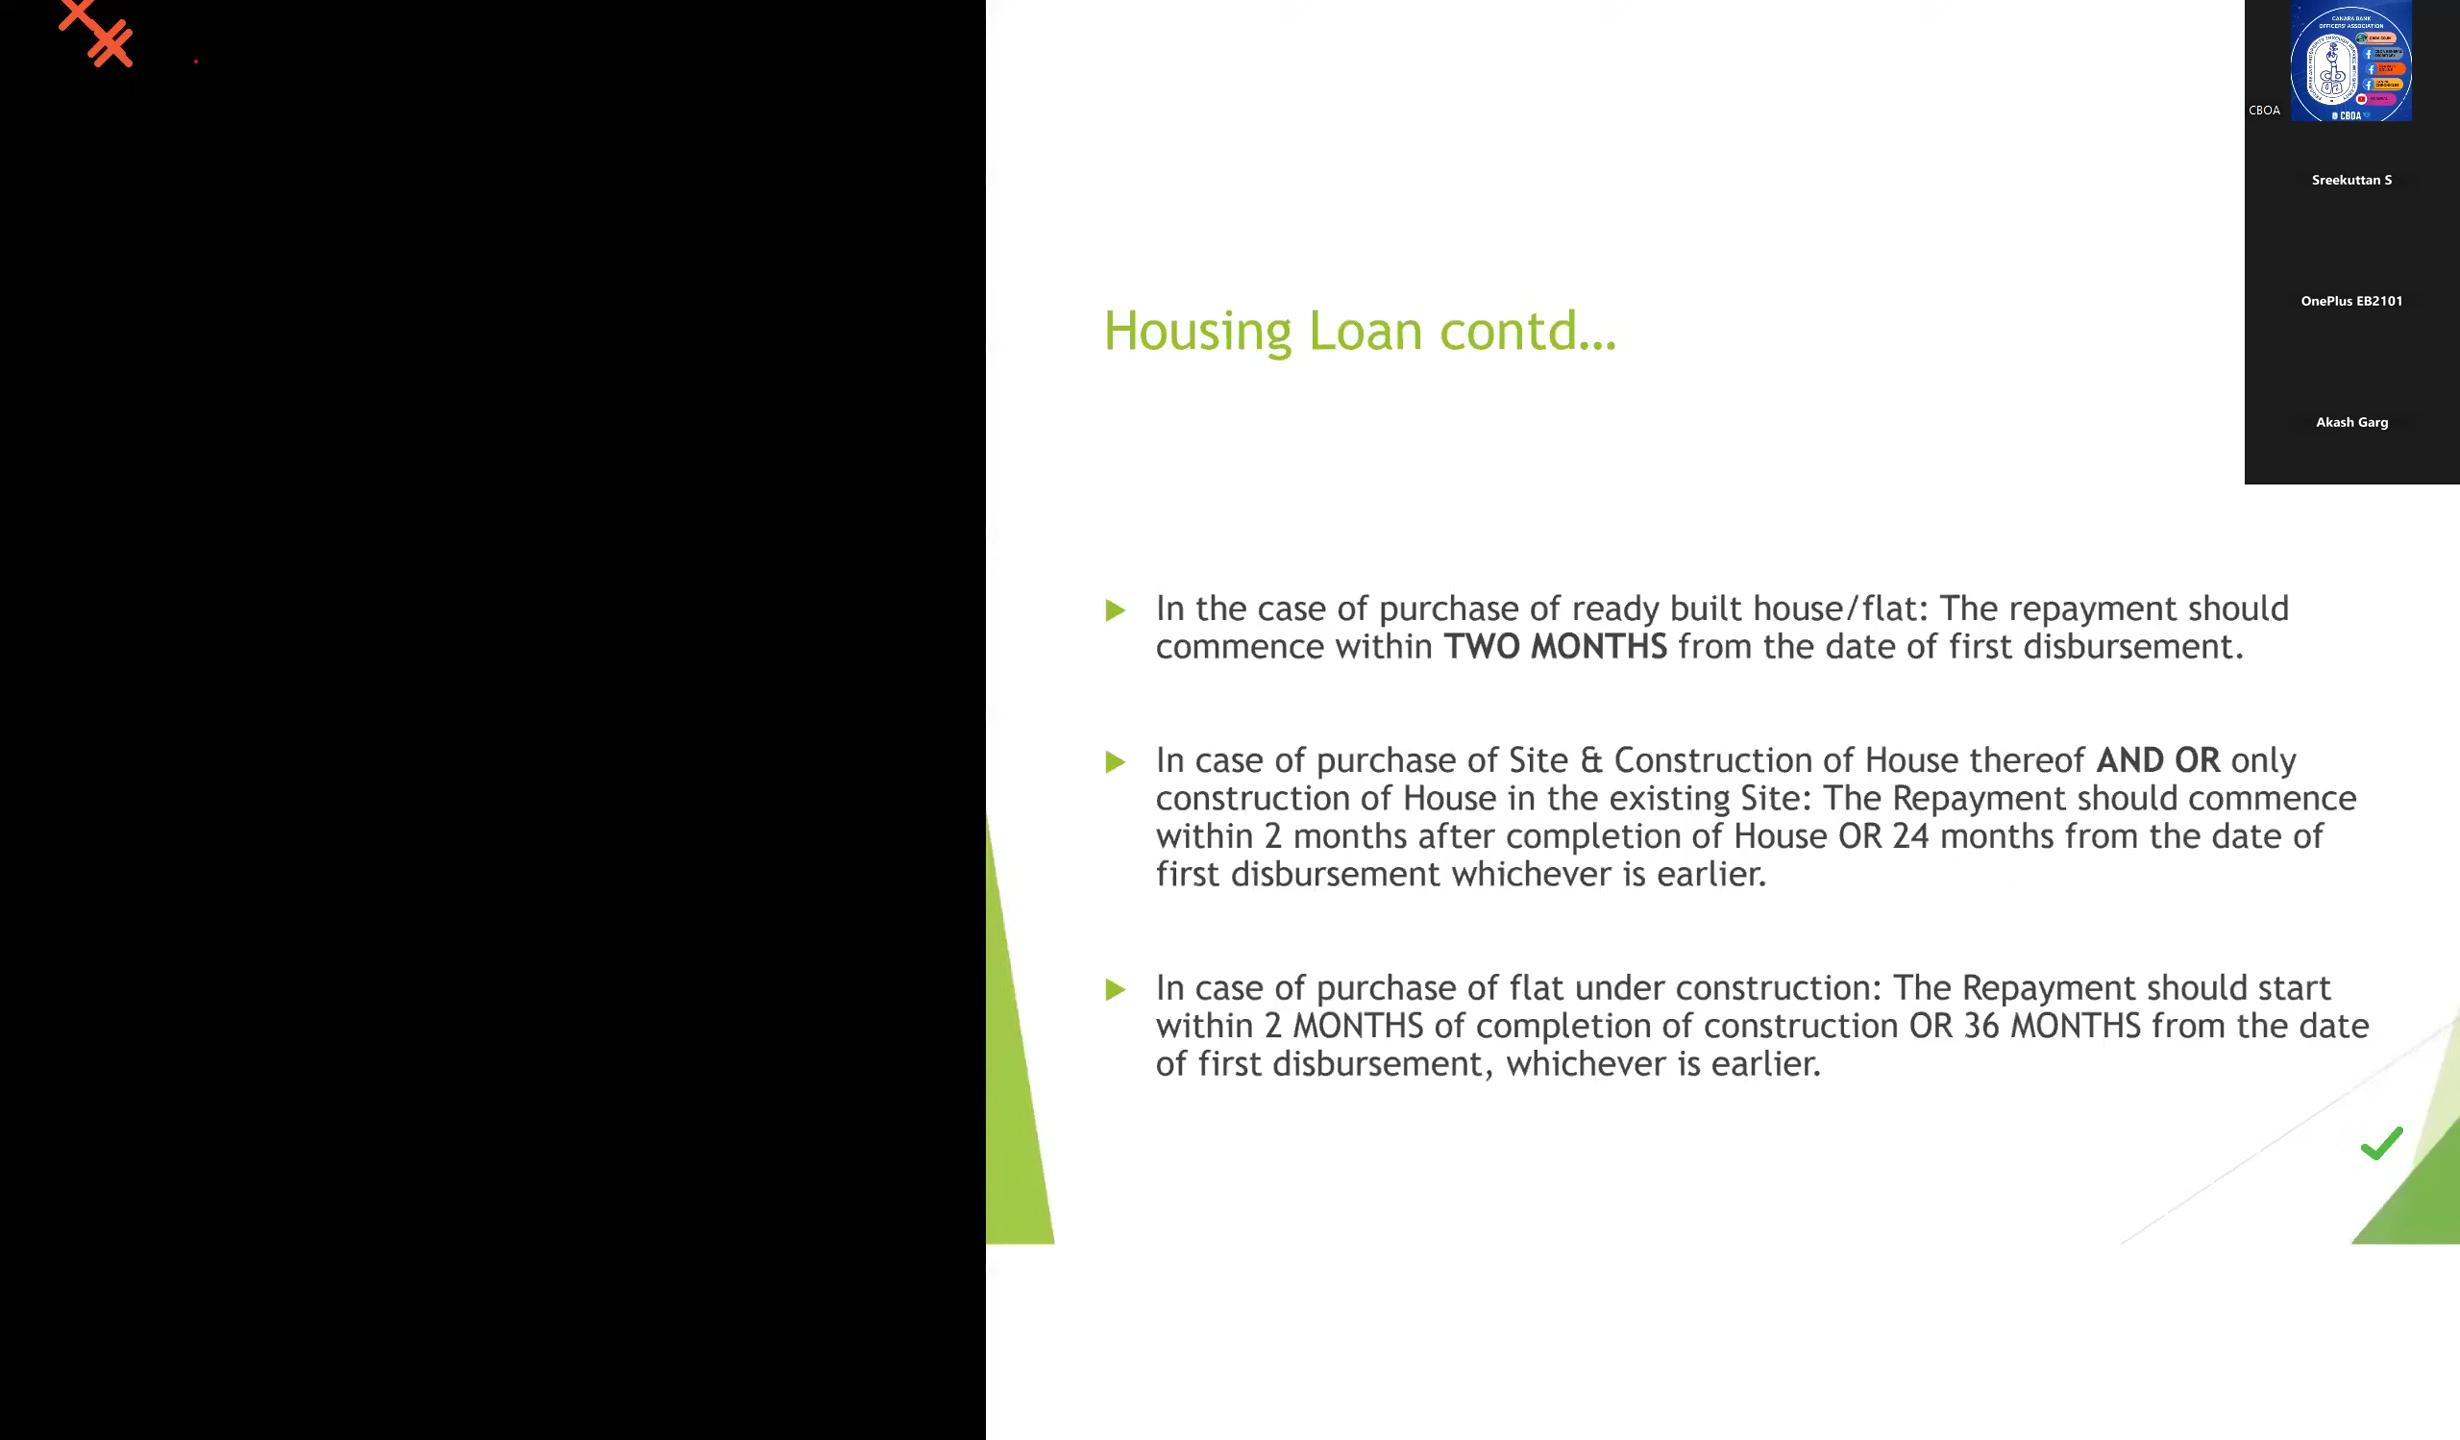 CANARA BANK
OFFICERS' ASSOCIATION
@ CBOA
CBOA
Sreekuttan S
OnePlus EB2101
Akash Garg
Housing Loan contd...
In the case of purchase of ready built house/flat: The repayment should
commence within TWO MONTHS from the date of first disbursement.
In case of purchase of Site & Construction of House thereof AND OR only
construction of House in the existing Site: The Repayment should commence
within 2 months after completion of House OR 24 months from the date of
first disbursement whichever is earlier.
In case of purchase of flat under construction: The Repayment should start
within 2 MONTHS of completion of construction OR 36 MONTHS from the date
of first disbursement, whichever is earlier.